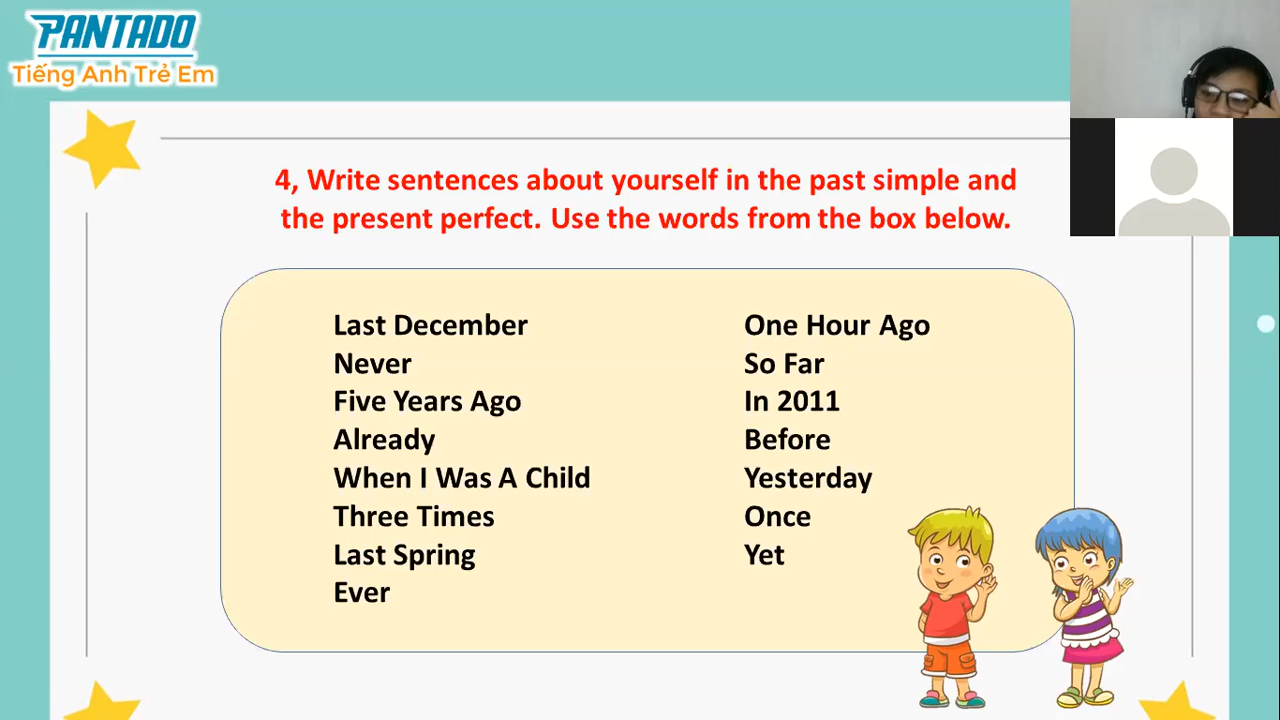 PANTADO
Tiếng Anh Trẻ Em
4, Write sentences about yourself in the past simple and
the present perfect. Use the words from the box below.
Last December
Never
Five Years Ago
Already
When I Was A Child
Three Times
Last Spring
Ever
One Hour Ago
So Far
In 2011
Before
Yesterday
Once
Yet